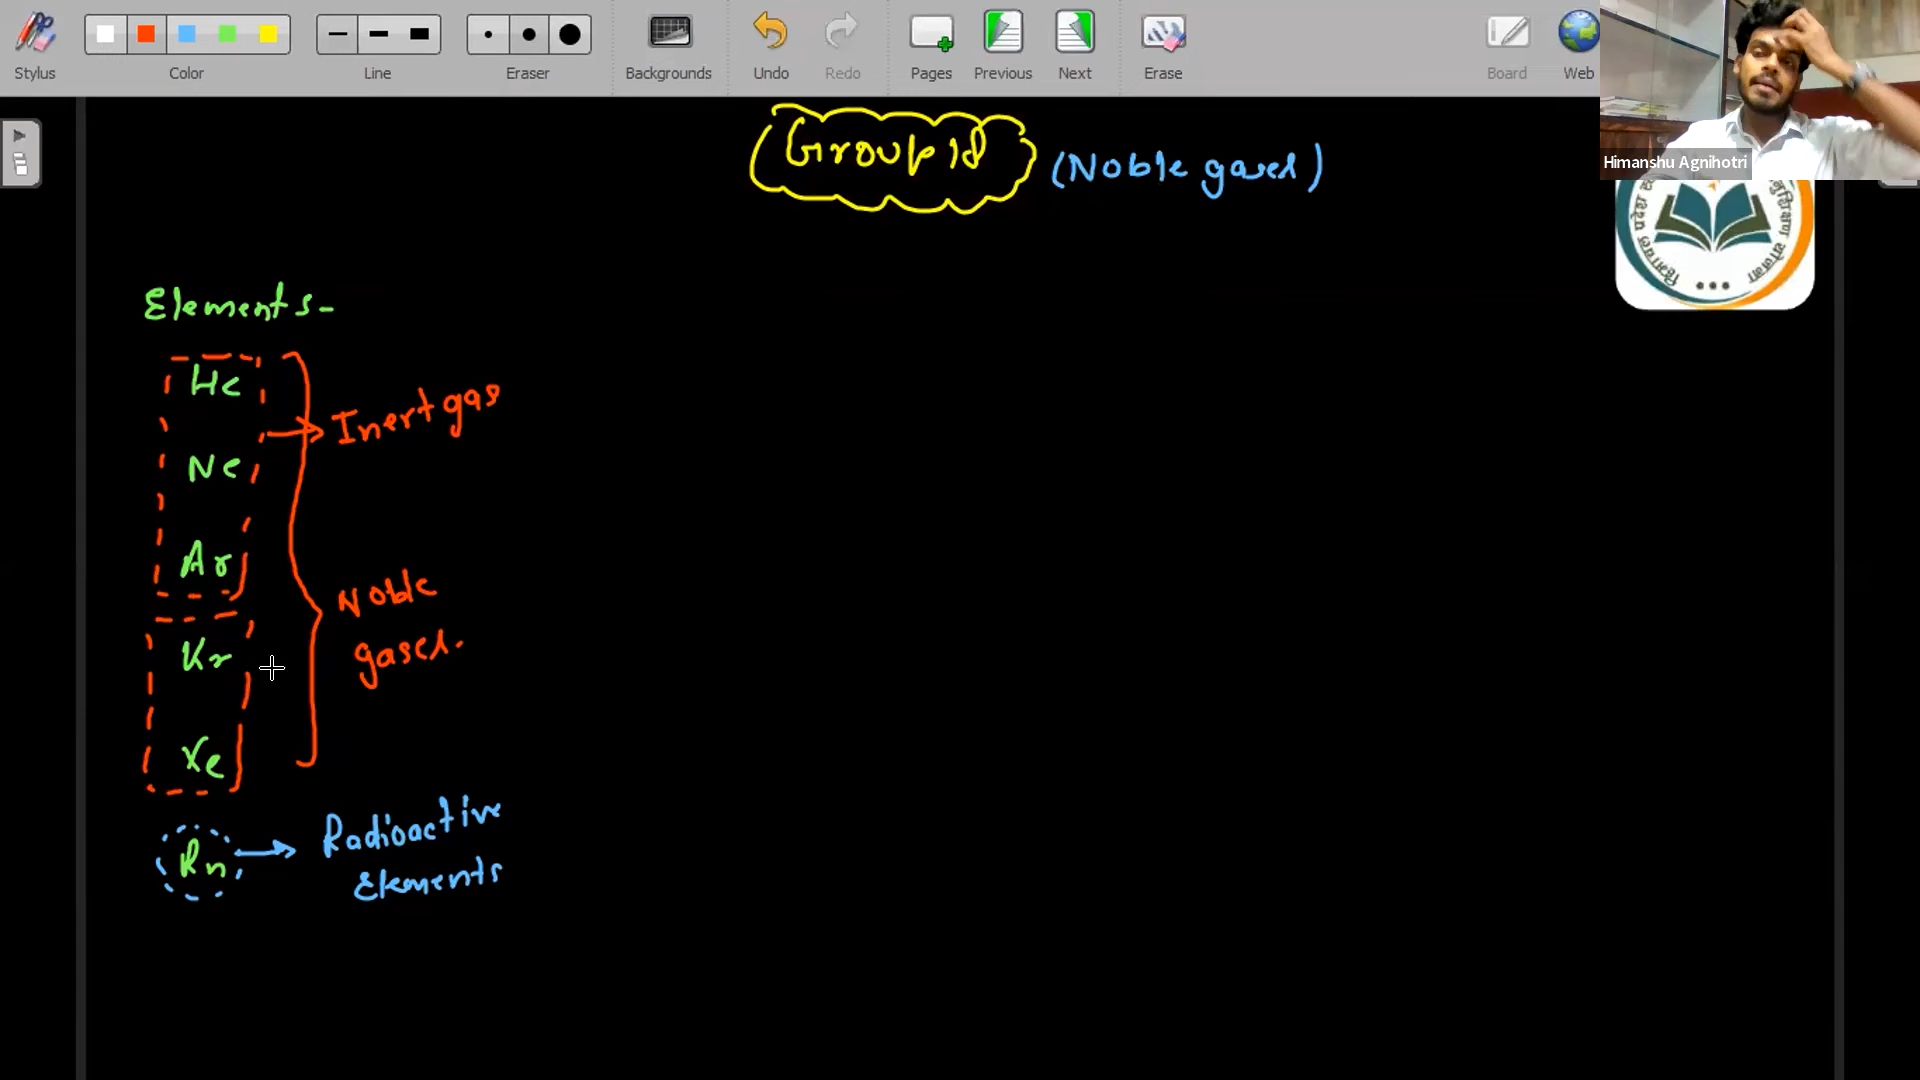 Stylus
Color
Line
Eraser
Backgrounds
Undo
Redo
Pages
Previous
Next
Erase
Board
Web
Himanshu Agnihotri
Group 18 (Noble gases)
Elements-
He
Inert gas
Ne
Ar
Noble
gases.
Kr
Xe
Rn
Radioactive
Elements